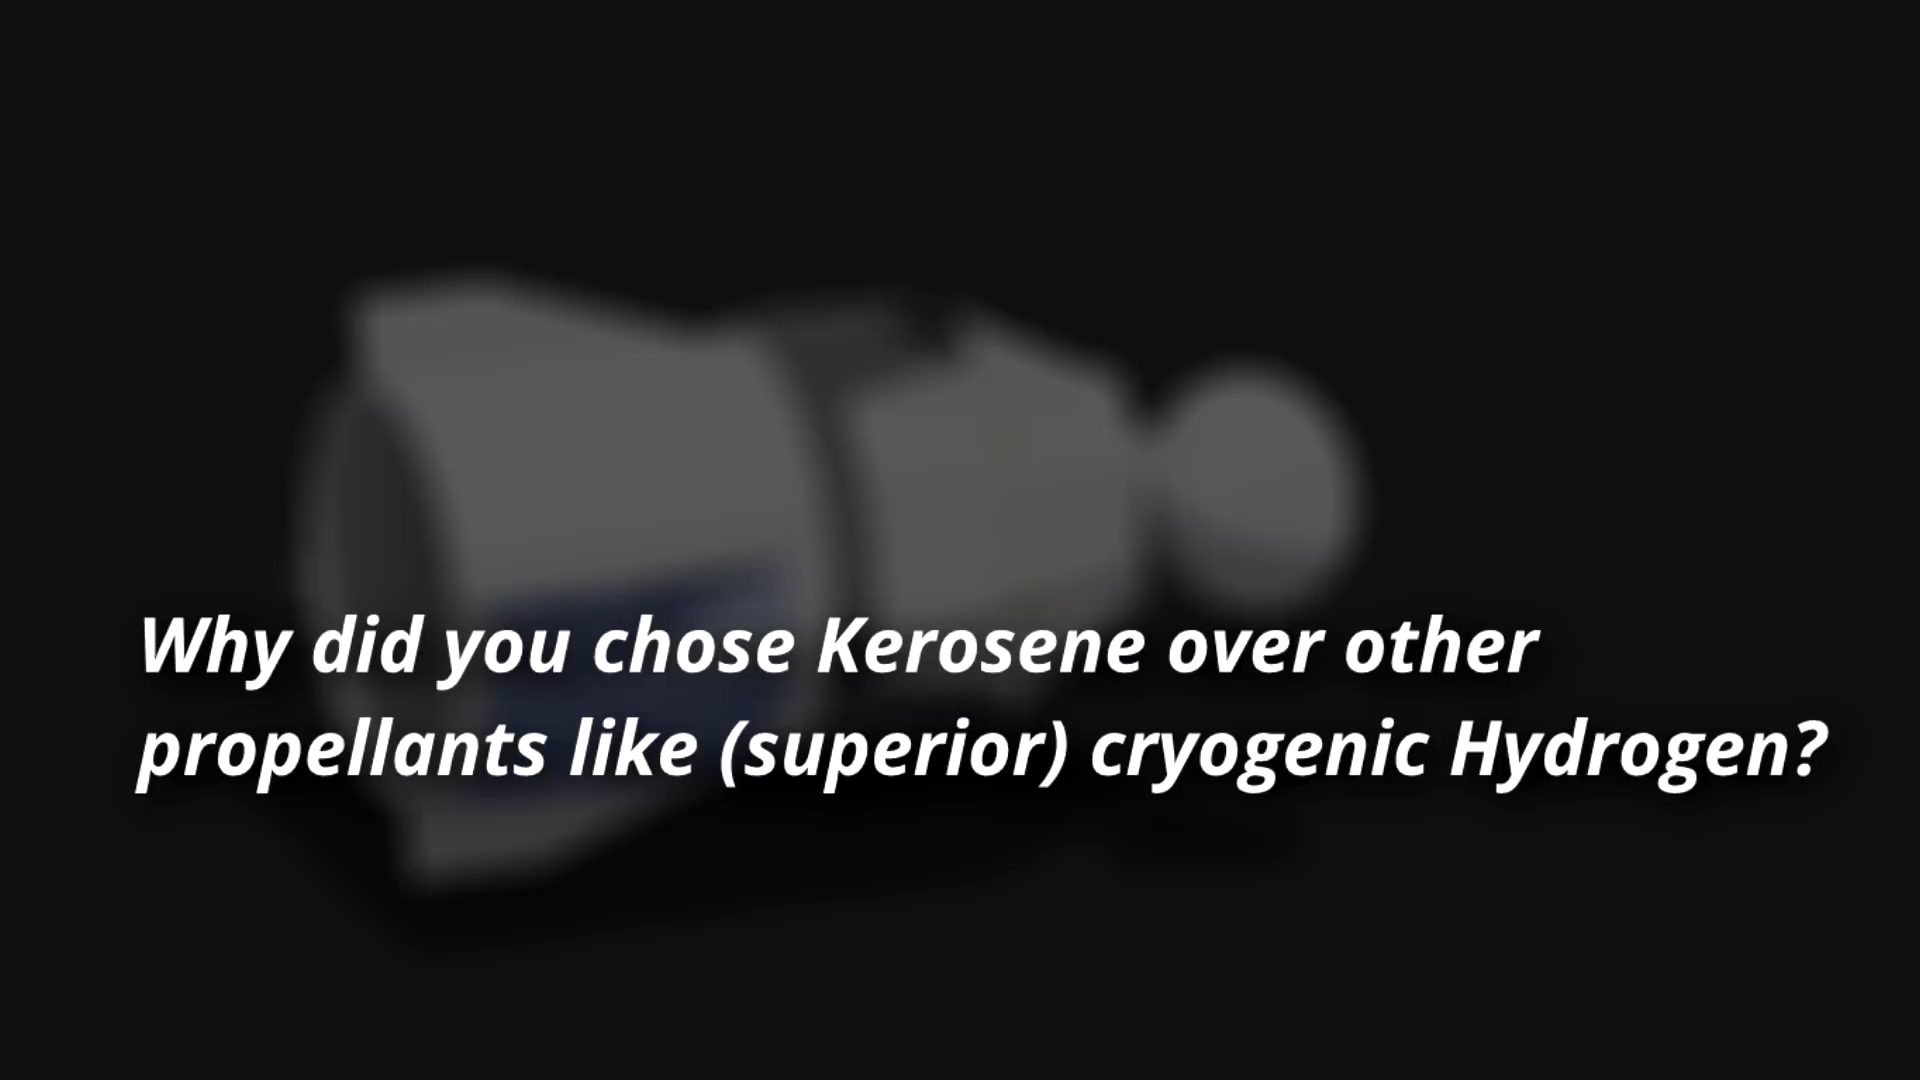 Why did you chose Kerosene over other
propellants like (superior) cryogenic Hydrogen?